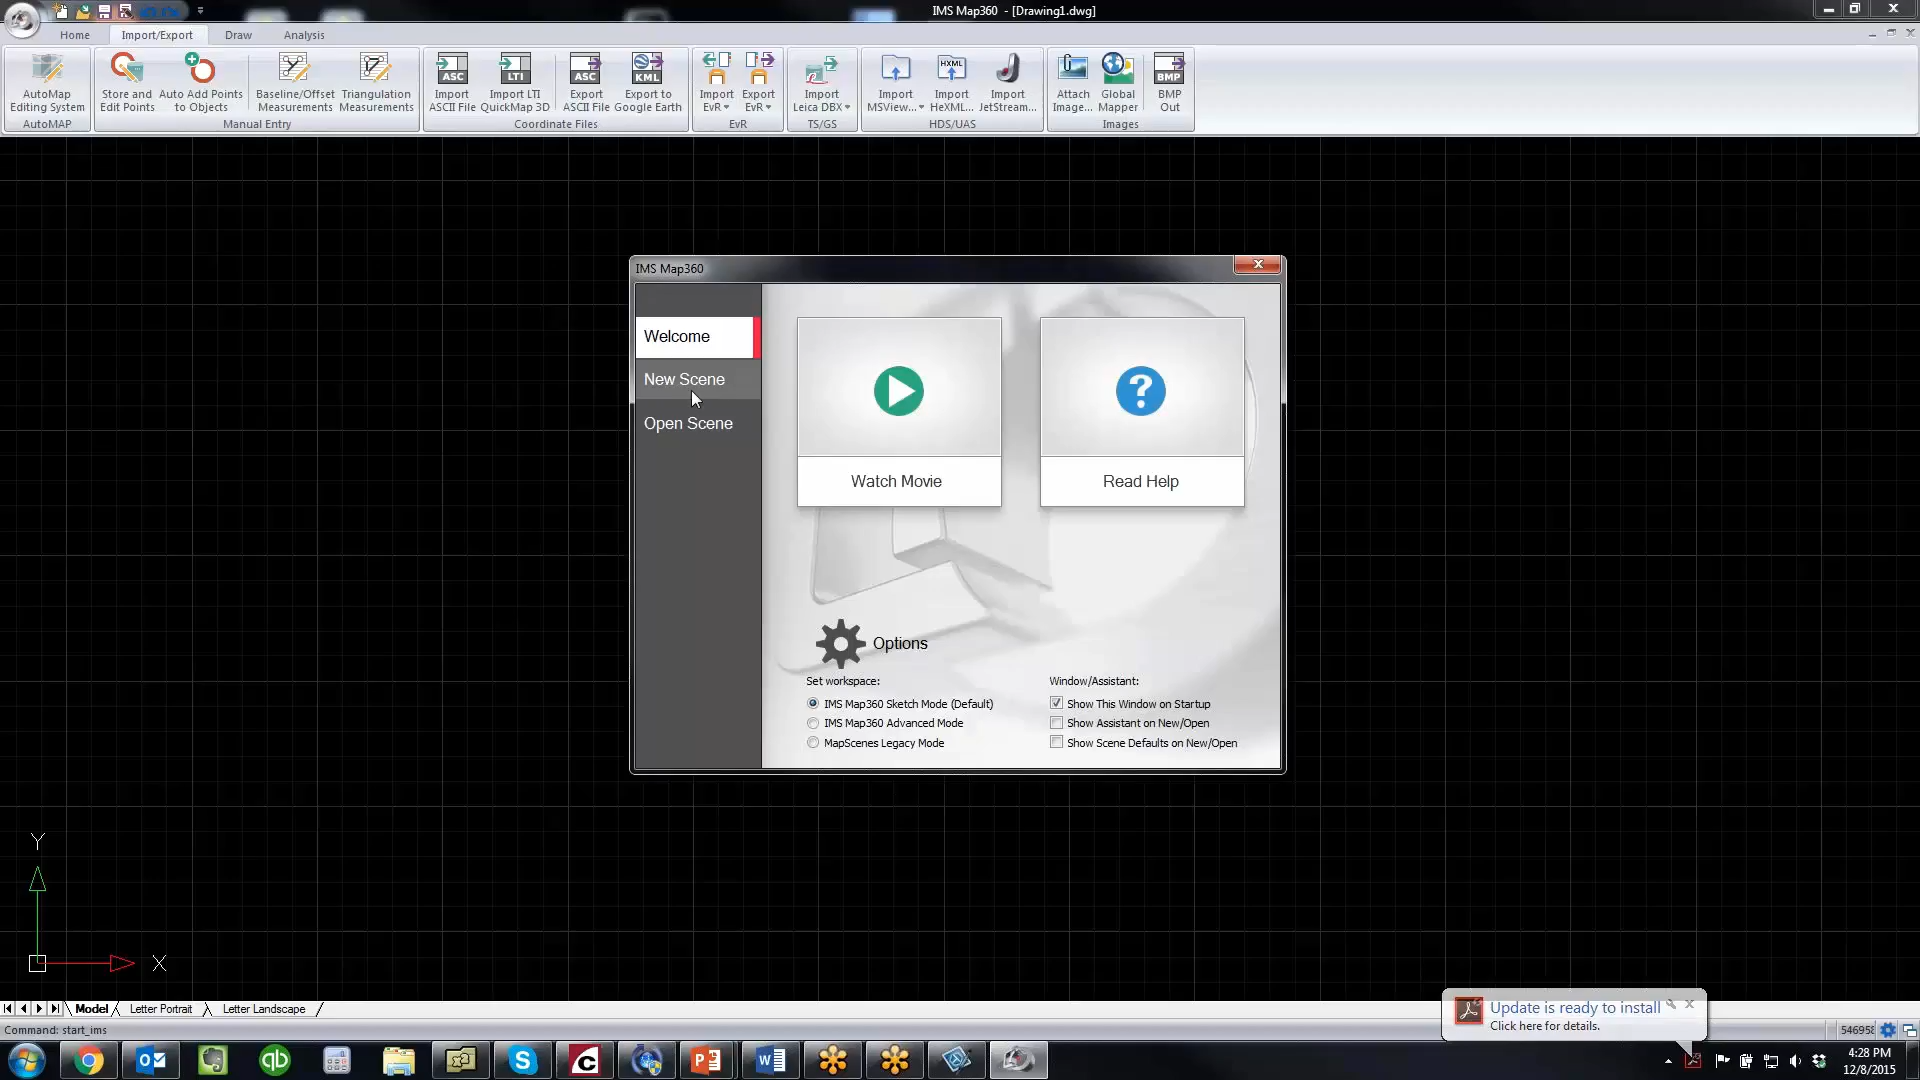 IMS Map360 - [Drawing1.dwg]
Home Import/Export Draw Analysis
AutoMap Editing System
Store and Edit Points
Auto Add Points to Objects
Baseline/Offset Measurements
Triangulation Measurements
ASC
Import ASCII File
LTI
Import LTI QuickMap 3D
ASC
Export ASCII File
KML
Export to Google Earth
Import EvR
Export EvR
Import Leica DBX
Import MSView...
HXML
Import HeXML...
Import JetStream...
Attach Image...
Global Mapper
BMP
BMP Out
AutoMAP Manual Entry Coordinate Files EvR TS/GS HDS/UAS Images
IMS Map360
Welcome
New Scene
Open Scene
Watch Movie
Read Help
Options
Set workspace:
IMS Map360 Sketch Mode (Default)
IMS Map360 Advanced Mode
MapScenes Legacy Mode
Window/Assistant:
Show This Window on Startup
Show Assistant on New/Open
Show Scene Defaults on New/Open
Y
X
Model Letter Portrait Letter Landscape
Update is ready to install
Click here for details.
Command: start_ims
546958
4:28 PM
12/8/2015